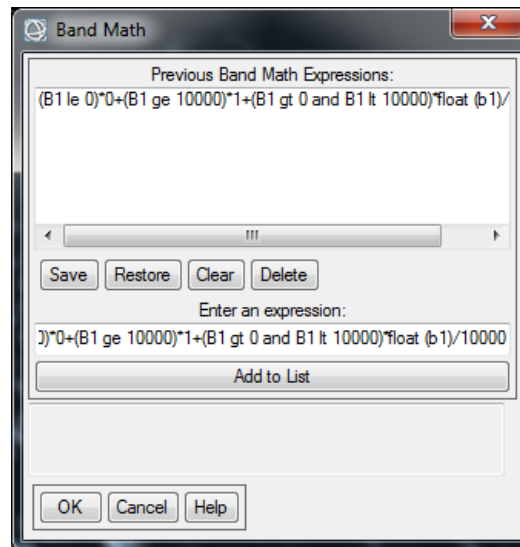 Band Math
Previous Band Math Expressions:
(B1 le 0)*0+(B1 ge 10000)*1+(B1 gt 0 and B1 lt 10000)*float (b1)/
Save Restore Clear Delete
Enter an expression:
0)*0+(B1 ge 10000)*1+(B1 gt 0 and B1 lt 10000)*float (b1)/10000
Add to List
OK Cancel Help